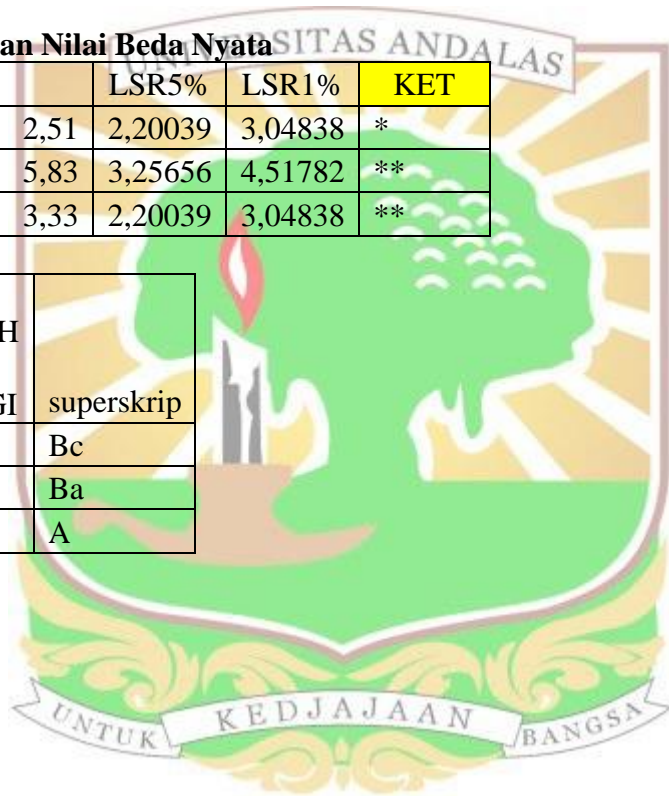 an Nilai Beda Nyata
LSR5% LSR1% KET
2,51 2,20039 3,04838 *
5,83 3,25656 4,51782 **
3,33 2,20039 3,04838 **
H
GI superskrip
Bc
Ba
A
UNIVERSITAS ANDALAS
UNTUK KEDJAJAAN BANGSA